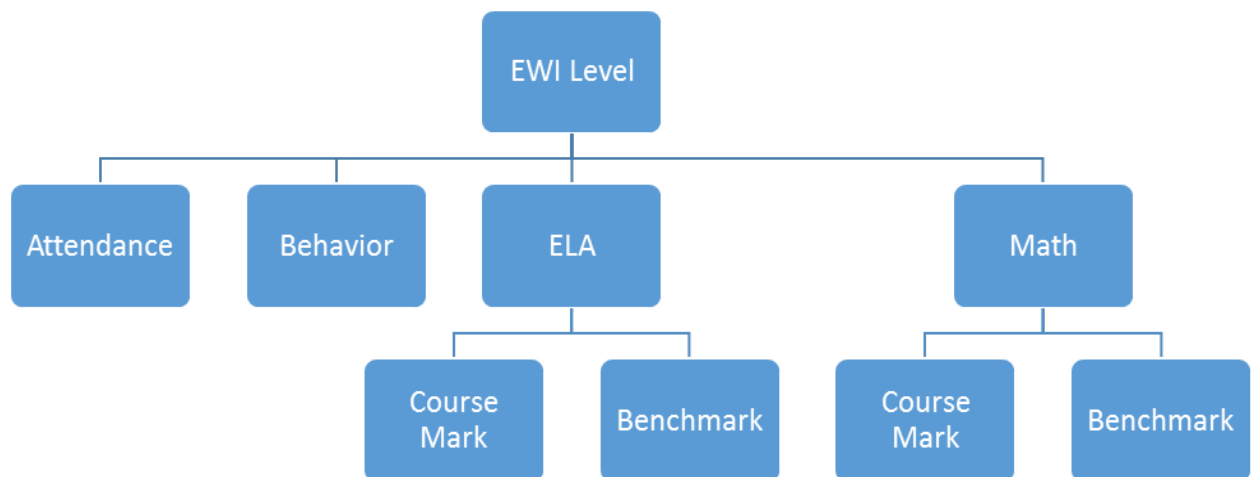 EWI Level
Attendance
Behavior
ELA
Math
Course
Mark
Benchmark
Course
Mark
Benchmark